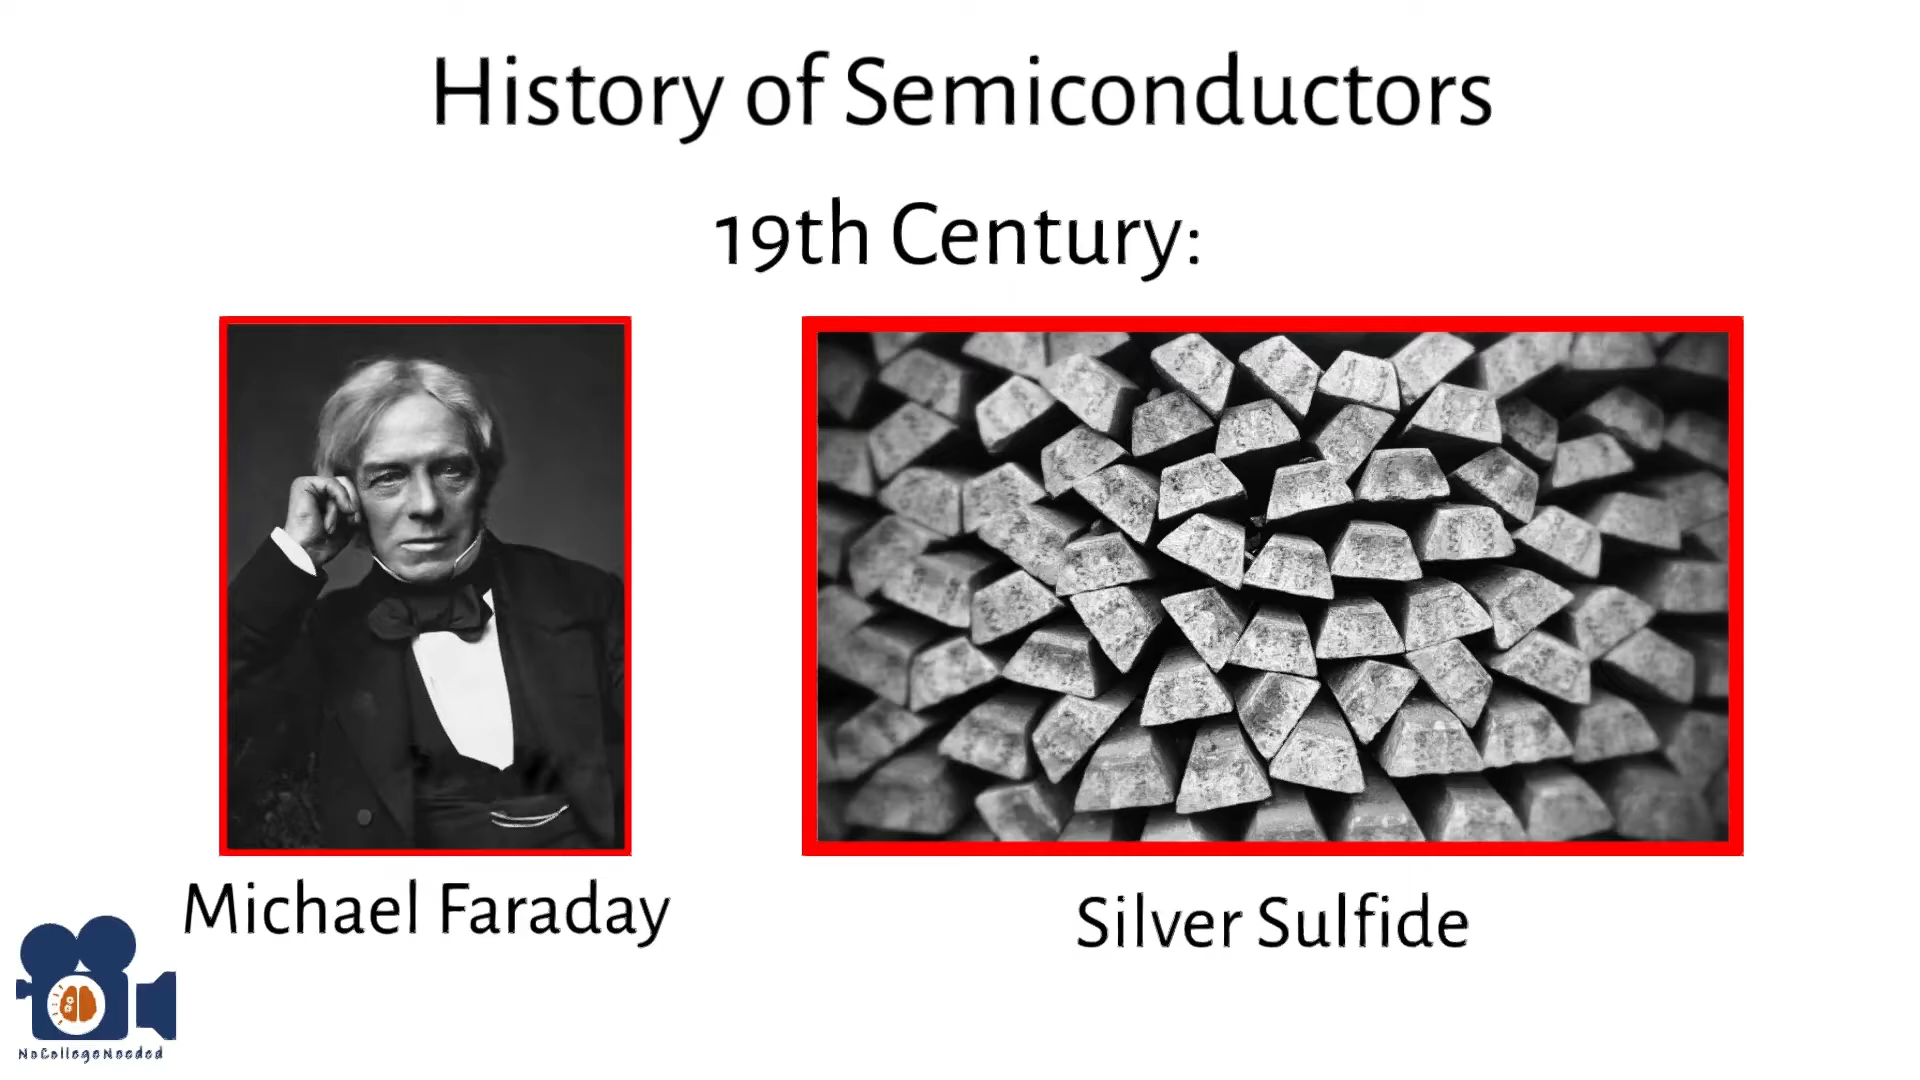 History of Semiconductors
19th Century:
Michael Faraday
Silver Sulfide
NoCollegeNeeded